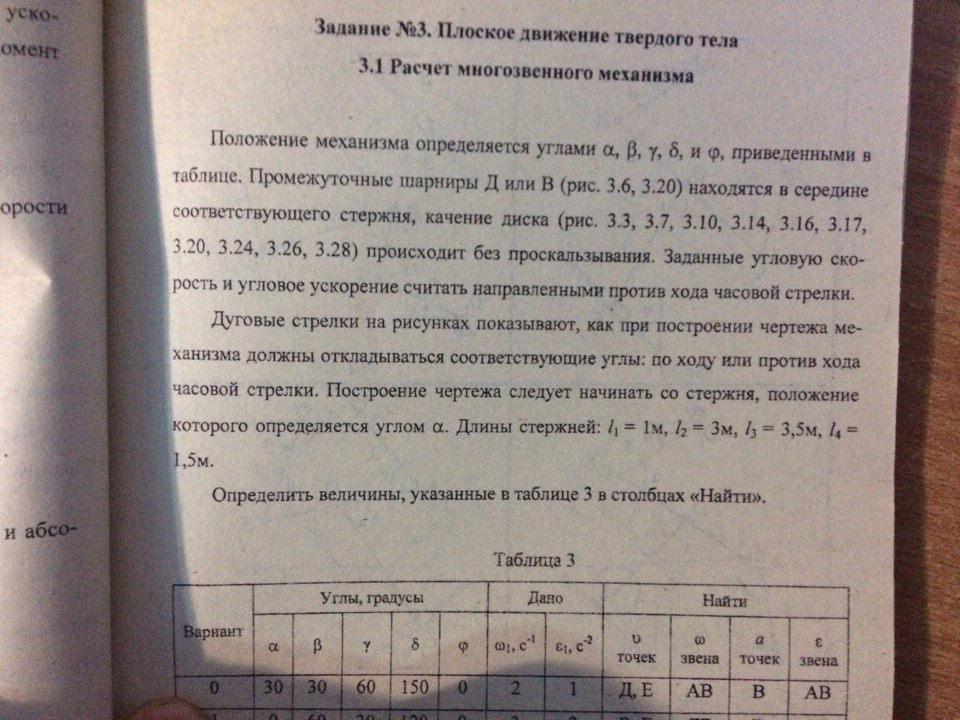 уско-
омент
орости
и абсо-
Задание №3. Плоское движение твердого тела
3.1 Расчет многозвенного механизма
Положение механизма определяется углами α, β, γ, δ, и φ, приведенными в
таблице. Промежуточные шарниры Д или В (рис. 3.6, 3.20) находятся в середине
соответствующего стержня, качение диска (рис. 3.3, 3.7, 3.10, 3.14, 3.16, 3.17,
3.20, 3.24, 3.26, 3.28) происходит без проскальзывания. Заданные угловую ско-
рость и угловое ускорение считать направленными против хода часовой стрелки.
Дуговые стрелки на рисунках показывают, как при построении чертежа ме-
ханизма должны откладываться соответствующие углы: по ходу или против хода
часовой стрелки. Построение чертежа следует начинать со стержня, положение
которого определяется углом α. Длины стержней: l₁ = 1м, l₂ = 3м, l₃ = 3,5м, l₄ =
1,5м.
Определить величины, указанные в таблице 3 в столбцах «Найти».
Таблица 3
Вариант Углы, градусы Дано Найти
α β γ δ φ ω₁, с⁻¹ ε₁, с⁻² υ точек ω звена a точек ε звена
0 30 30 60 150 0 2 1 Д, Е АВ В АВ